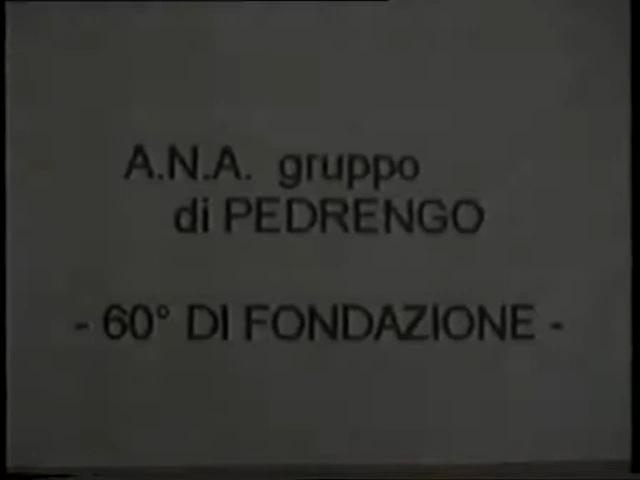 A.N.A. gruppo
di PEDRENGO
- 60° DI FONDAZIONE -